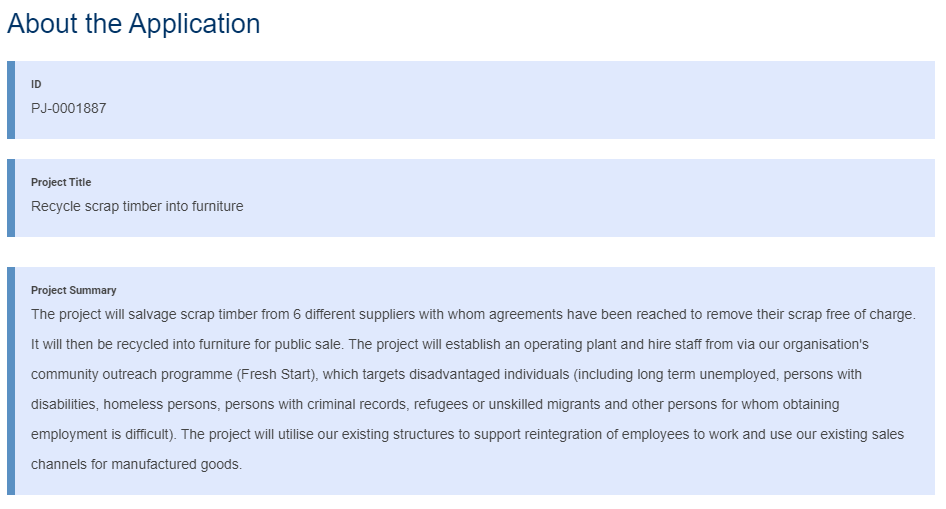 About the Application
ID
PJ-0001887
Project Title
Recycle scrap timber into furniture
Project Summary
The project will salvage scrap timber from 6 different suppliers with whom agreements have been reached to remove their scrap free of charge.
It will then be recycled into furniture for public sale. The project will establish an operating plant and hire staff from via our organisation's
community outreach programme (Fresh Start), which targets disadvantaged individuals (including long term unemployed, persons with
disabilities, homeless persons, persons with criminal records, refugees or unskilled migrants and other persons for whom obtaining
employment is difficult). The project will utilise our existing structures to support reintegration of employees to work and use our existing sales
channels for manufactured goods.